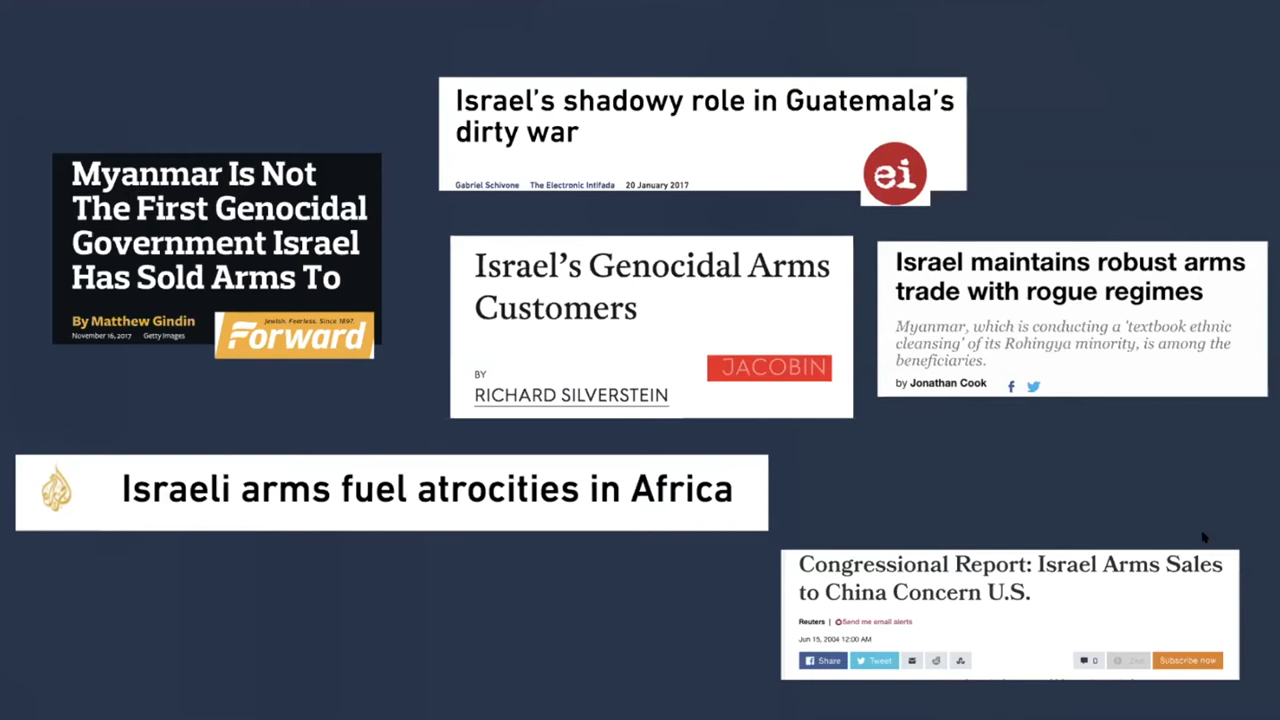 Israel's shadowy role in Guatemala's
dirty war
Gabriel Schivone The Electronic Intifada 20 January 2017
ei
Myanmar Is Not
The First Genocidal
Government Israel
Has Sold Arms To
By Matthew Gindin
November 16, 2017 Getty Images
Jewish. Fearless. Since 1897.
Forward
Israel's Genocidal Arms
Customers
JACOBIN
BY
RICHARD SILVERSTEIN
Israel maintains robust arms
trade with rogue regimes
Myanmar, which is conducting a 'textbook ethnic
cleansing' of its Rohingya minority, is among the
beneficiaries.
by Jonathan Cook
Israeli arms fuel atrocities in Africa
Congressional Report: Israel Arms Sales
to China Concern U.S.
Reuters | Send me email alerts
Jun 15, 2004 12:00 AM
Share Tweet 0 Subscribe now